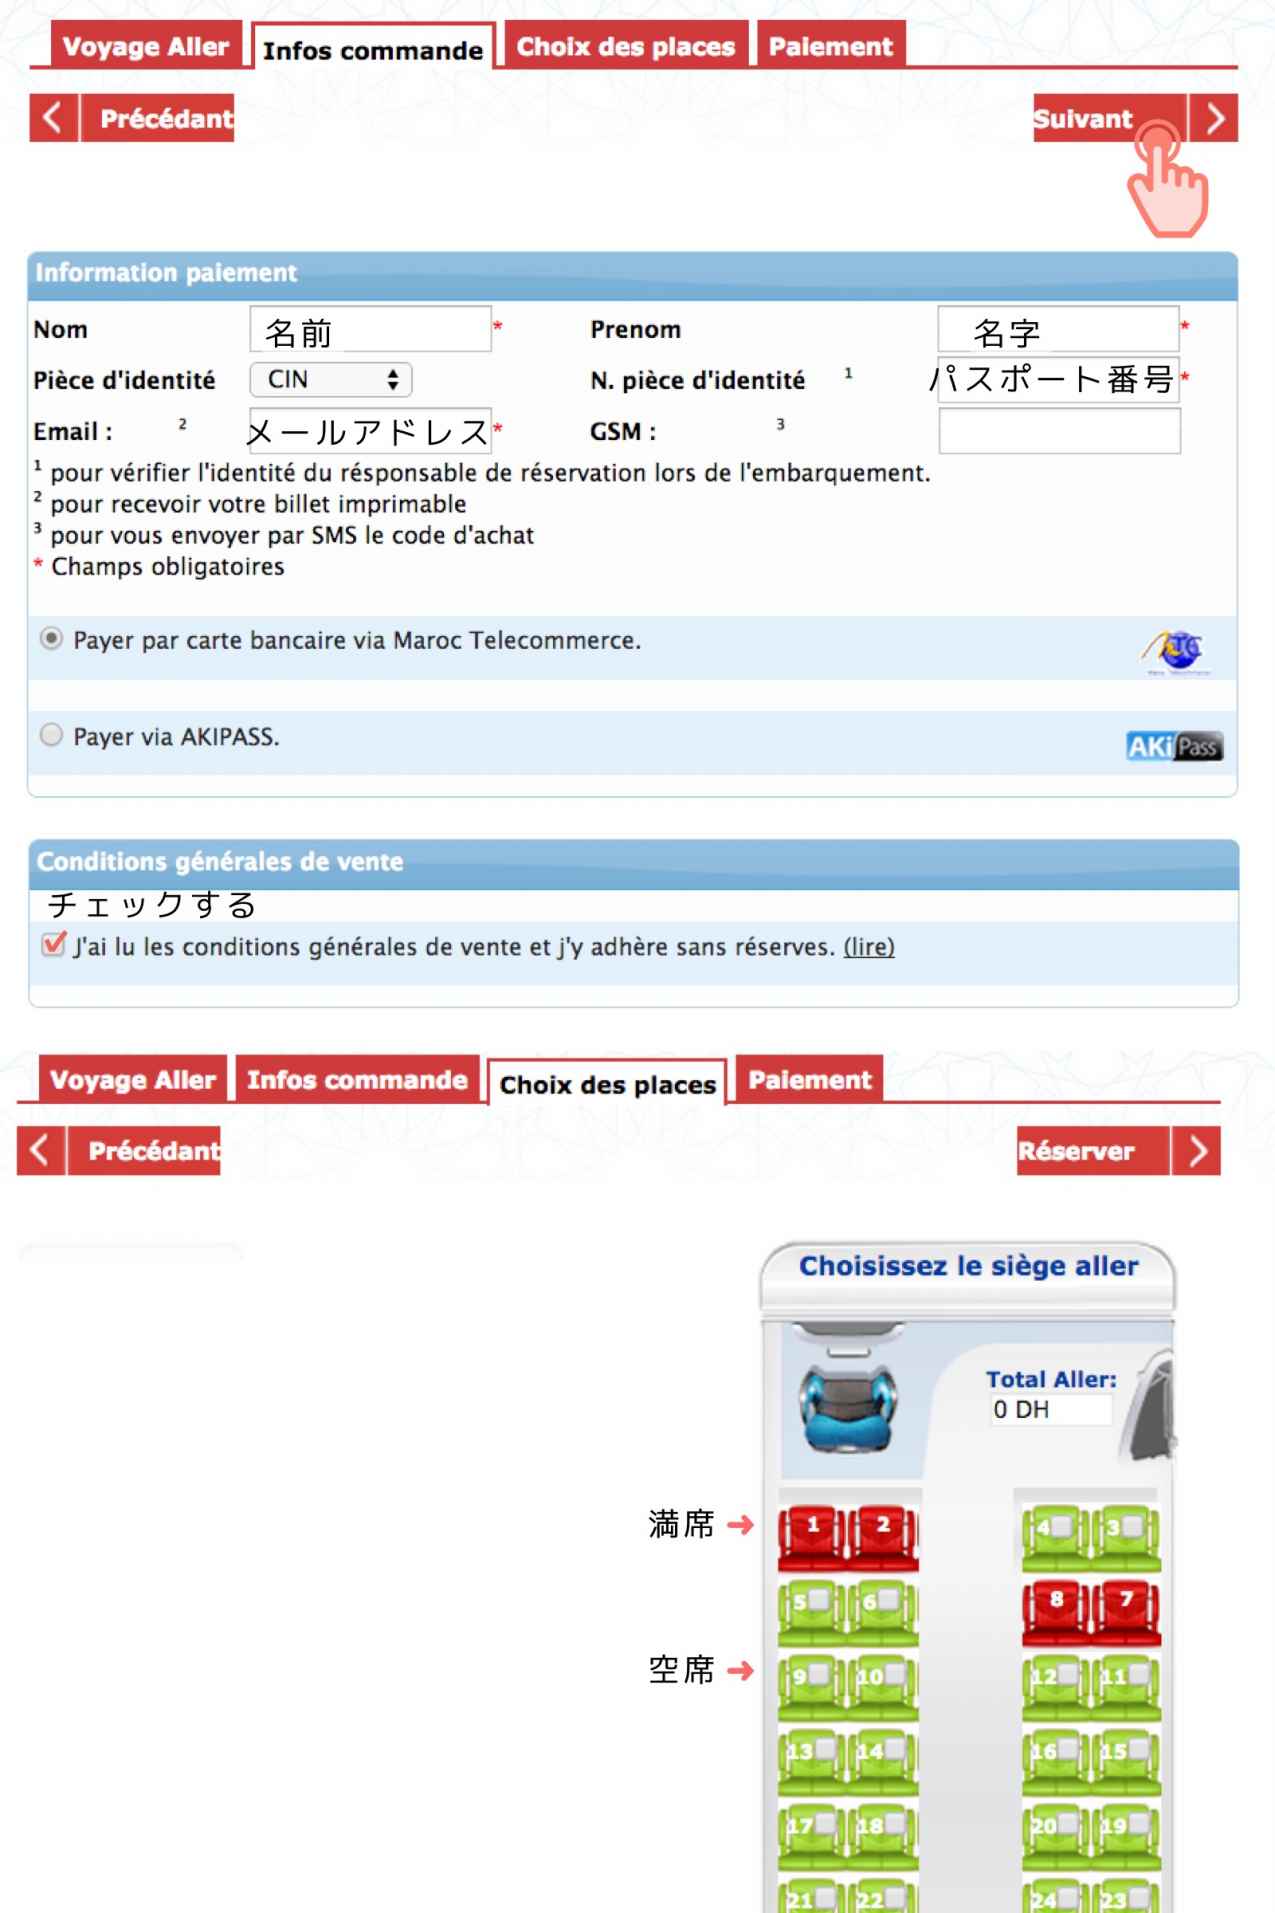 Voyage Aller Infos commande Choix des places Paiement
Précédant Suivant
Information paiement
Nom 名前 * Prenom 名字 *
Pièce d'identité CIN N. pièce d'identité 1 パスポート番号 *
Email : 2 メールアドレス * GSM : 3
1 pour vérifier l'identité du résponsable de réservation lors de l'embarquement.
2 pour recevoir votre billet imprimable
3 pour vous envoyer par SMS le code d'achat
* Champs obligatoires
Payer par carte bancaire via Maroc Telecommerce.
Payer via AKIPASS. AKiPass
Conditions générales de vente
チェックする
J'ai lu les conditions générales de vente et j'y adhère sans réserves. (lire)
Voyage Aller Infos commande Choix des places Paiement
Précédant Réserver
Choisissez le siège aller
Total Aller:
0 DH
満席 → 1 2 4 3
5 6 8 7
空席 → 9 10 12 11
13 14 16 15
17 18 20 19
21 22 24 23